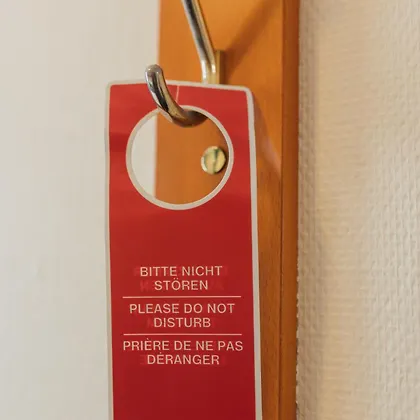 BITTE NICHT
STÖREN
PLEASE DO NOT
DISTURB
PRIÈRE DE NE PAS
DÉRANGER